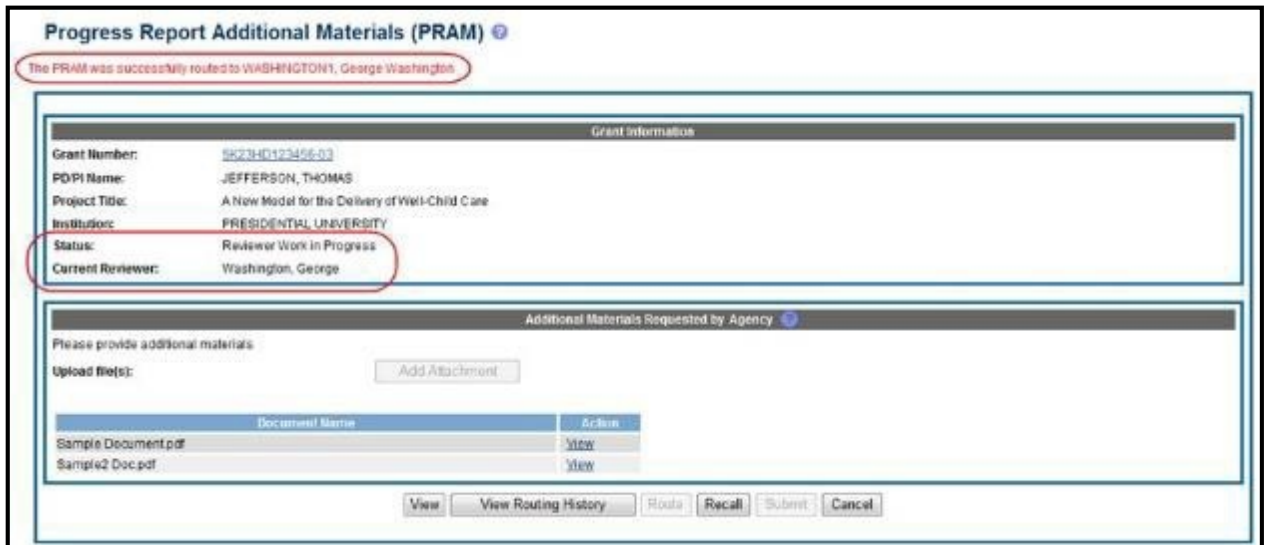 Progress Report Additional Materials (PRAM) ?
The PRAM was successfully routed to WASHINGTON1, George Washington
Grant Information
Grant Number: 5K23HD123456-03
PD/PI Name: JEFFERSON, THOMAS
Project Title: A New Model for the Delivery of Well-Child Care
Institution: PRESIDENTIAL UNIVERSITY
Status: Reviewer Work in Progress
Current Reviewer: Washington, George
Additional Materials Requested by Agency ?
Please provide additional materials
Upload file(s): Add Attachment
Document Name Action
Sample Document.pdf View
Sample2 Doc.pdf View
View View Routing History Route Recall Submit Cancel